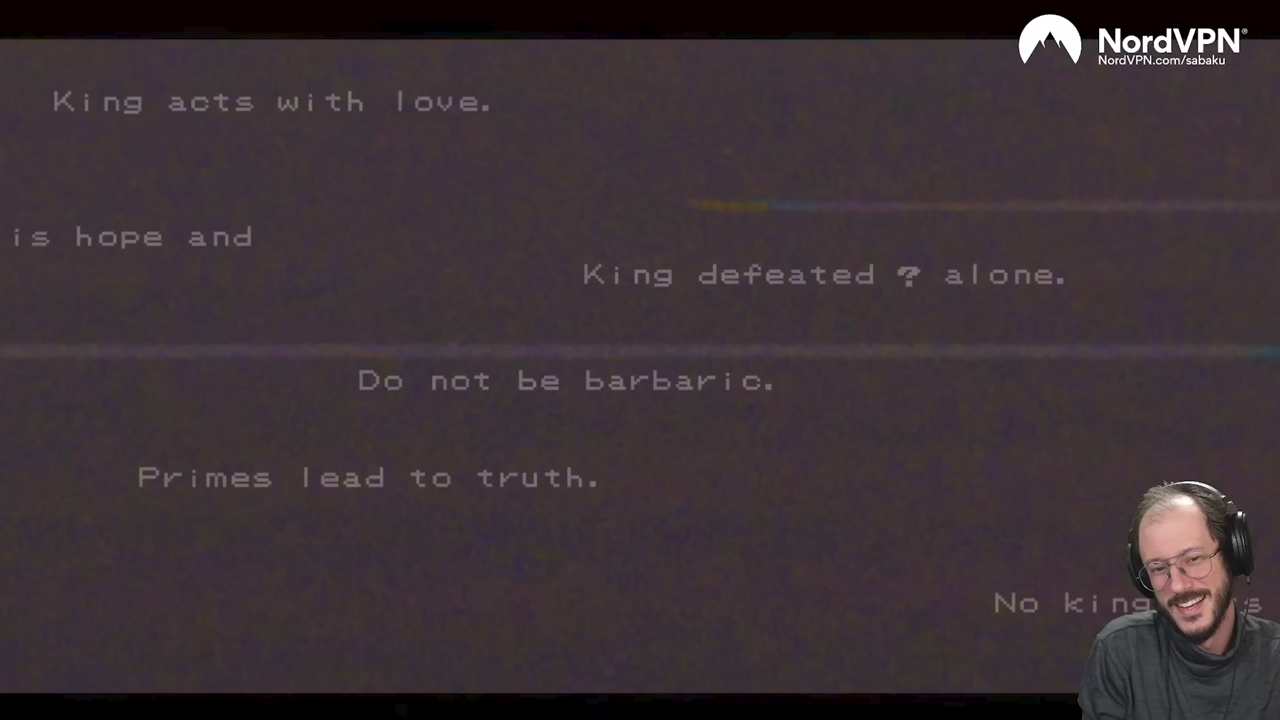 NordVPN®
NordVPN.com/sabaku
King acts with love.
is hope and
King defeated ? alone.
Do not be barbaric.
Primes lead to truth.
No king